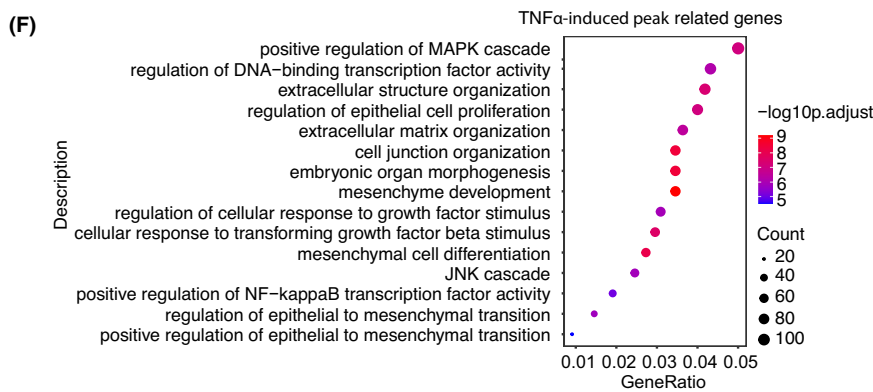 (F)
TNFα-induced peak related genes
Description
positive regulation of MAPK cascade
regulation of DNA−binding transcription factor activity
extracellular structure organization
regulation of epithelial cell proliferation
extracellular matrix organization
cell junction organization
embryonic organ morphogenesis
mesenchyme development
regulation of cellular response to growth factor stimulus
cellular response to transforming growth factor beta stimulus
mesenchymal cell differentiation
JNK cascade
positive regulation of NF−kappaB transcription factor activity
regulation of epithelial to mesenchymal transition
positive regulation of epithelial to mesenchymal transition
0.01 0.02 0.03 0.04 0.05
GeneRatio
−log10p.adjust
9
8
7
6
5
Count
20
40
60
80
100